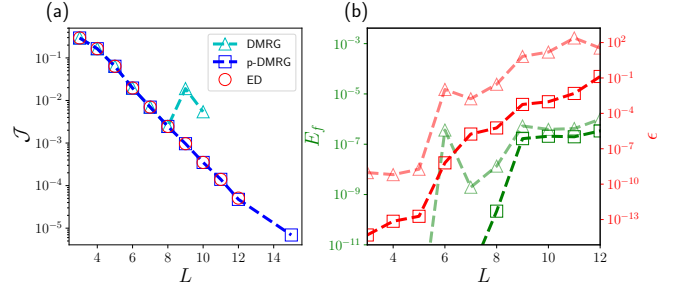 (a)
(b)
DMRG
p-DMRG
ED
10⁻¹
10⁻²
10⁻³
10⁻⁴
10⁻⁵
𝒥
4 6 8 10 12 14
L
10⁻³
10⁻⁵
10⁻⁷
10⁻⁹
10⁻¹¹
E_f
4 6 8 10 12
L
10²
10⁻¹
10⁻⁴
10⁻⁷
10⁻¹⁰
10⁻¹³
ϵ